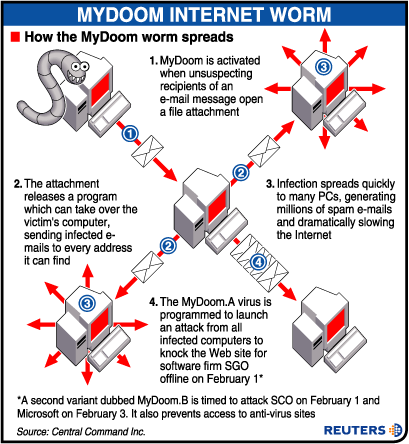 MYDOOM INTERNET WORM
How the MyDoom worm spreads
1. MyDoom is activated
when unsuspecting
recipients of an
e-mail message open
a file attachment
3
1
2
2. The attachment
releases a program
which can take over the
victim's computer,
sending infected e-
mails to every address
it can find
3. Infection spreads quickly
to many PCs, generating
millions of spam e-mails
and dramatically slowing
the Internet
2
4
3
4. The MyDoom.A virus is
programmed to launch
an attack from all
infected computers to
knock the Web site for
software firm SGO
offline on February 1*
*A second variant dubbed MyDoom.B is timed to attack SCO on February 1 and
Microsoft on February 3. It also prevents access to anti-virus sites
Source: Central Command Inc.
REUTERS